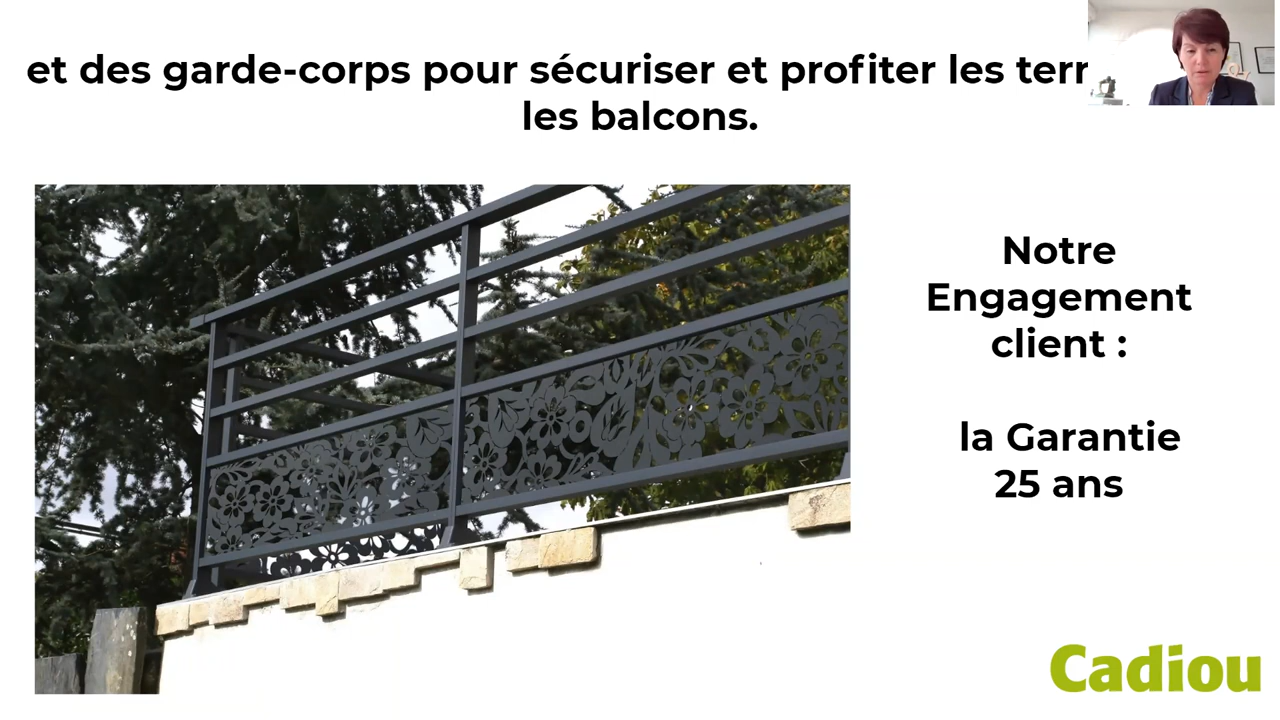 et des garde-corps pour sécuriser et profiter les
les balcons.
Notre
Engagement
client :
la Garantie
25 ans
Cadiou